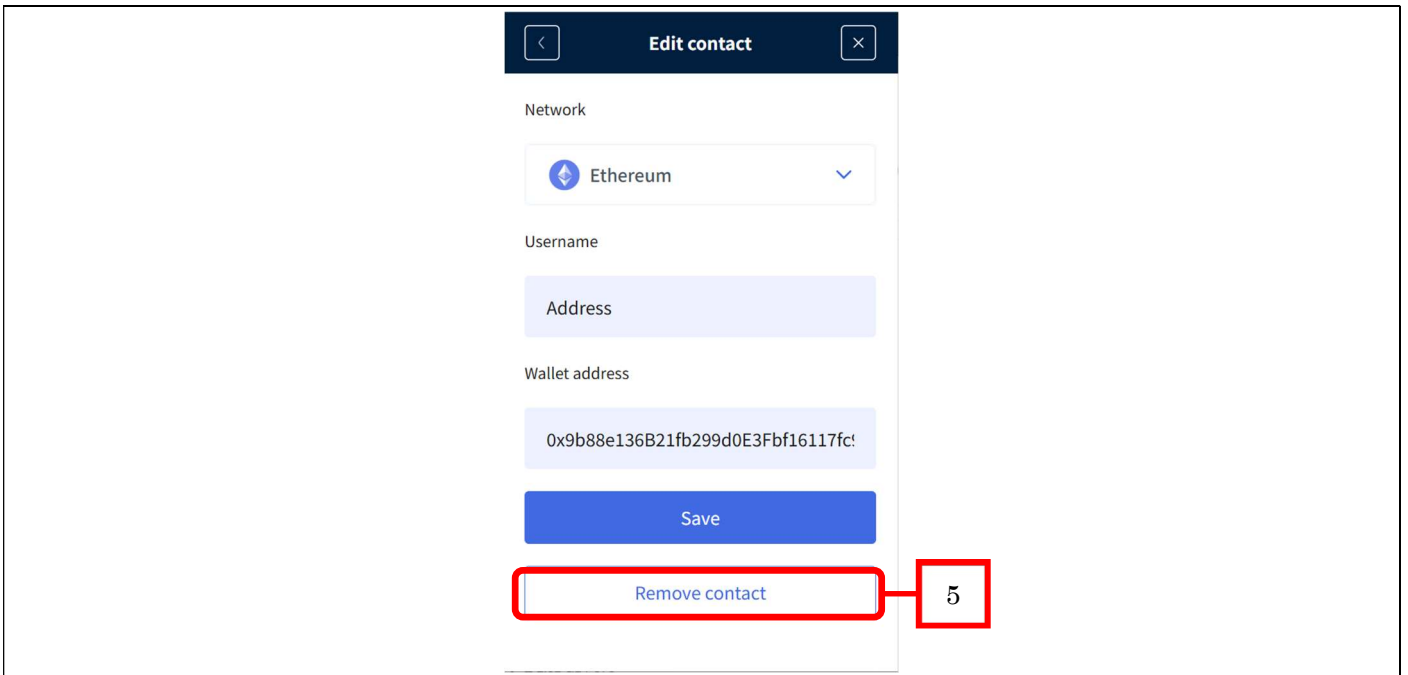 Edit contact
Network
Ethereum
Username
Address
Wallet address
0x9b88e136B21fb299d0E3Fbf16117fc
Save
Remove contact
5